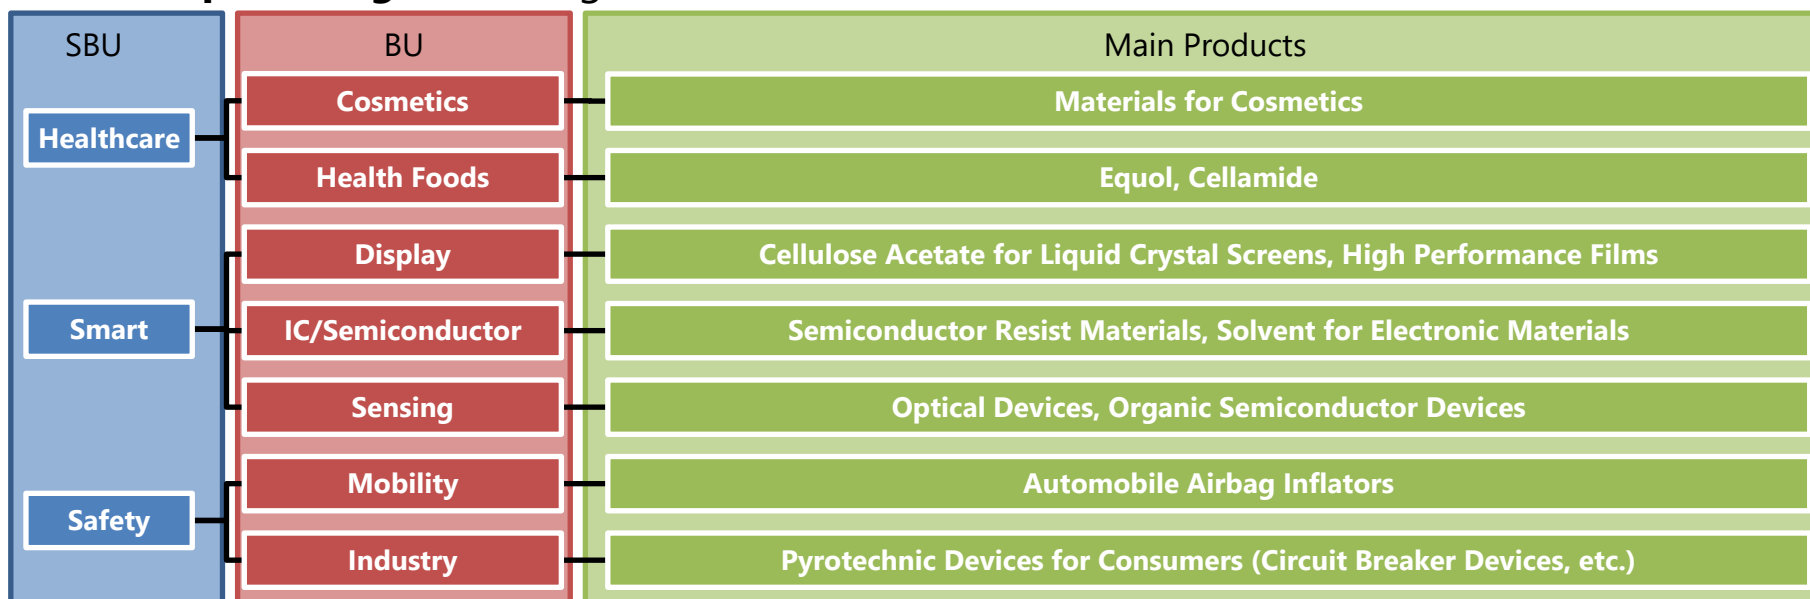 SBU
BU
Main Products
Healthcare
Cosmetics
Materials for Cosmetics
Health Foods
Equol, Cellamide
Smart
Display
Cellulose Acetate for Liquid Crystal Screens, High Performance Films
IC/Semiconductor
Semiconductor Resist Materials, Solvent for Electronic Materials
Sensing
Optical Devices, Organic Semiconductor Devices
Safety
Mobility
Automobile Airbag Inflators
Industry
Pyrotechnic Devices for Consumers (Circuit Breaker Devices, etc.)